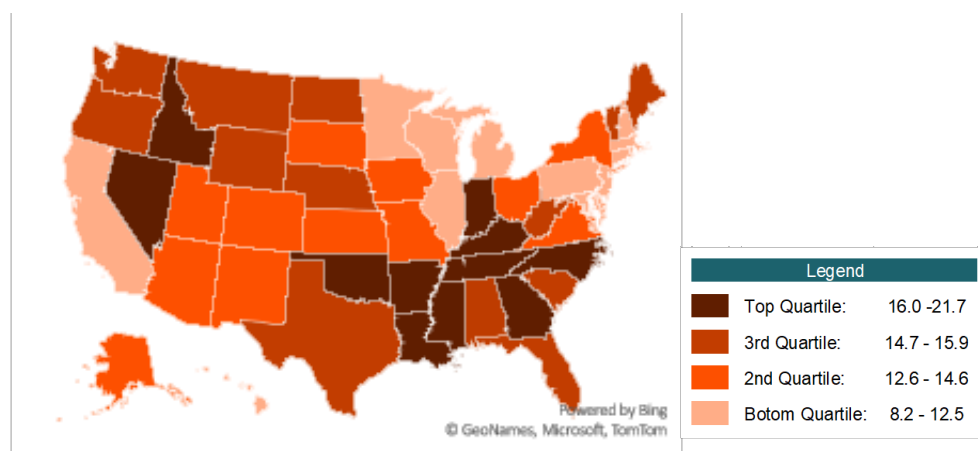 Powered by Bing
© GeoNames, Microsoft, TomTom
Legend
Top Quartile: 16.0 -21.7
3rd Quartile: 14.7 - 15.9
2nd Quartile: 12.6 - 14.6
Botom Quartile: 8.2 - 12.5